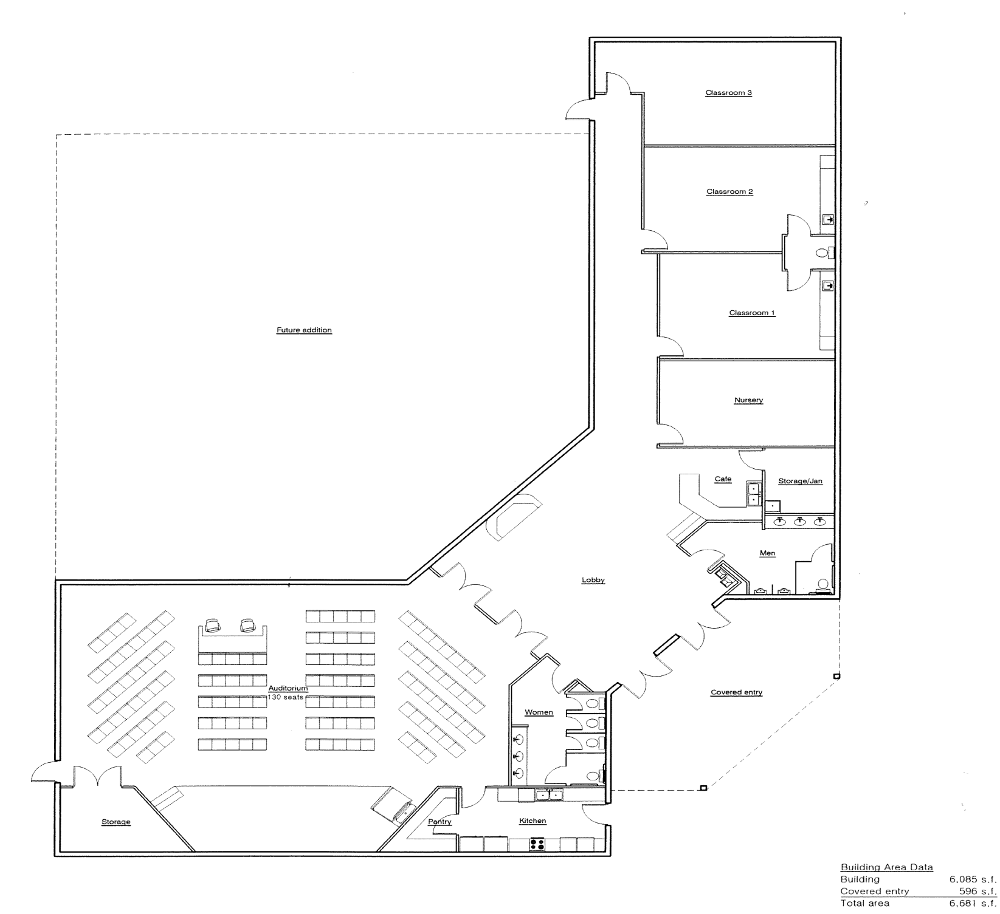 Classroom 3
Classroom 2
Classroom 1
Future addition
Nursery
Cafe
Storage/Jan
Men
Lobby
Auditorium
130 seats
Covered entry
Women
Storage
Pantry
Kitchen
Building Area Data
Building 6,085 s.f.
Covered entry 596 s.f.
Total area 6,681 s.f.